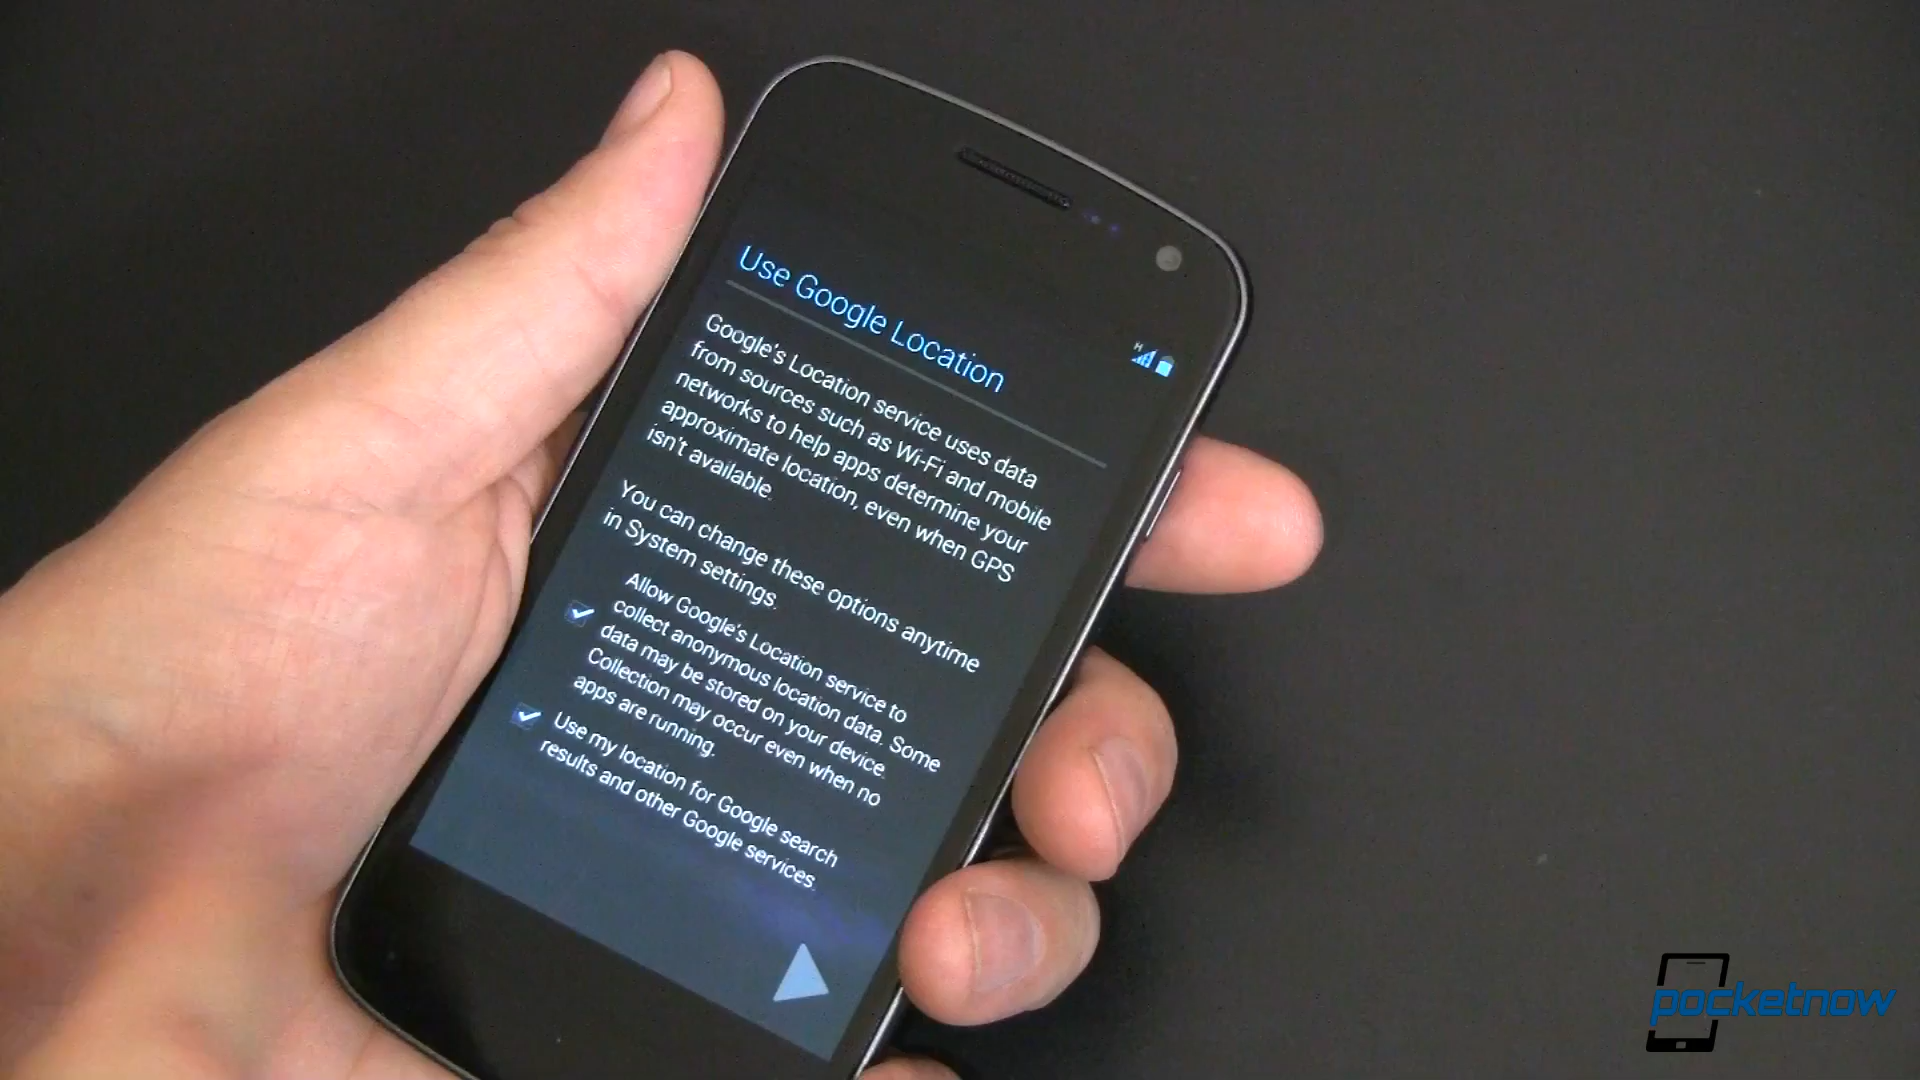 H
Use Google Location
Google's Location service uses data
from sources such as Wi-Fi and mobile
networks to help apps determine your
approximate location, even when GPS
isn't available.
You can change these options anytime
in System settings.
Allow Google's Location service to
collect anonymous location data. Some
data may be stored on your device.
Collection may occur even when no
apps are running.
Use my location for Google search
results and other Google services.
pocketnow